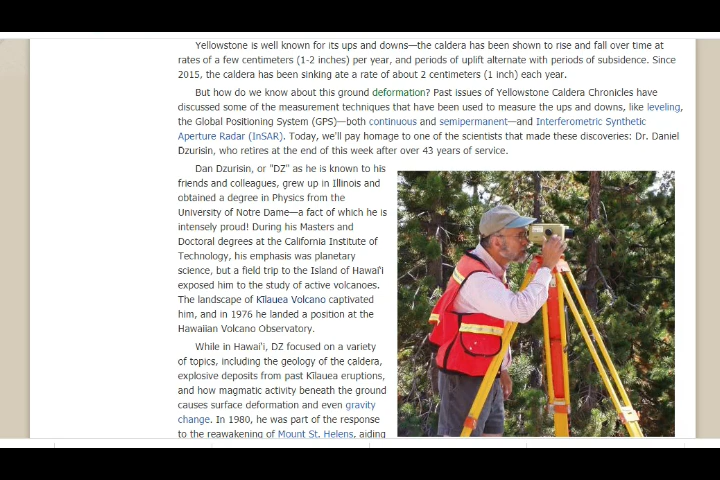 Yellowstone is well known for its ups and downs—the caldera has been shown to rise and fall over time at
rates of a few centimeters (1-2 inches) per year, and periods of uplift alternate with periods of subsidence. Since
2015, the caldera has been sinking ate a rate of about 2 centimeters (1 inch) each year.
But how do we know about this ground deformation? Past issues of Yellowstone Caldera Chronicles have
discussed some of the measurement techniques that have been used to measure the ups and downs, like leveling,
the Global Positioning System (GPS)—both continuous and semipermanent—and Interferometric Synthetic
Aperture Radar (InSAR). Today, we'll pay homage to one of the scientists that made these discoveries: Dr. Daniel
Dzurisin, who retires at the end of this week after over 43 years of service.
Dan Dzurisin, or "DZ" as he is known to his
friends and colleagues, grew up in Illinois and
obtained a degree in Physics from the
University of Notre Dame—a fact of which he is
intensely proud! During his Masters and
Doctoral degrees at the California Institute of
Technology, his emphasis was planetary
science, but a field trip to the Island of Hawai'i
exposed him to the study of active volcanoes.
The landscape of Kīlauea Volcano captivated
him, and in 1976 he landed a position at the
Hawaiian Volcano Observatory.
While in Hawai'i, DZ focused on a variety
of topics, including the geology of the caldera,
explosive deposits from past Kīlauea eruptions,
and how magmatic activity beneath the ground
causes surface deformation and even gravity
change. In 1980, he was part of the response
to the reawakening of Mount St. Helens, aiding